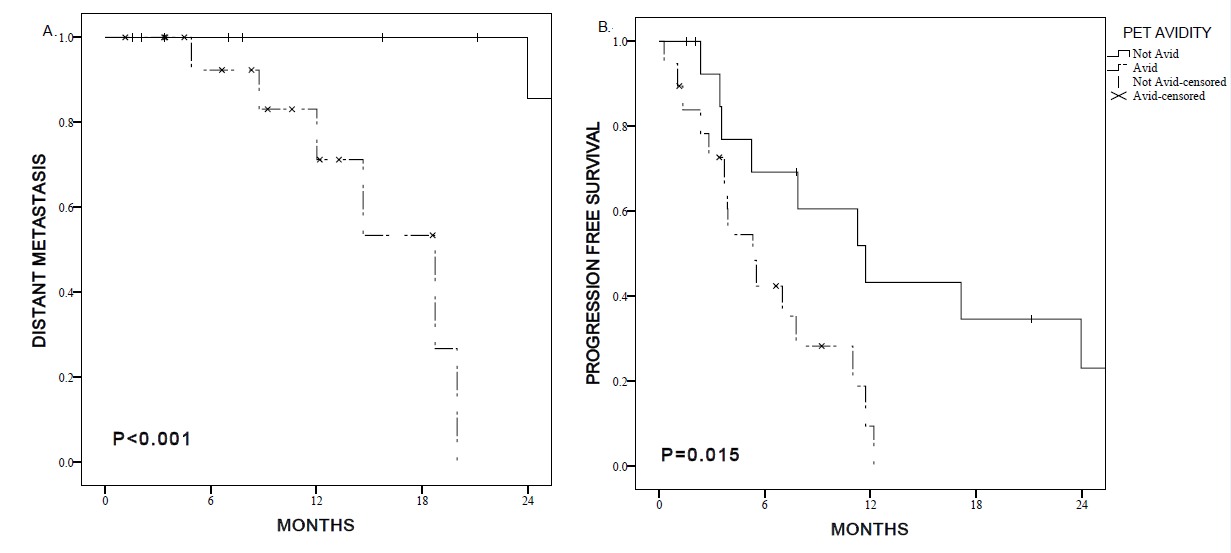 A.
1.0
0.8
0.6
0.4
0.2
0.0
DISTANT METASTASIS
P<0.001
0 6 12 18 24
MONTHS
B.
1.0
0.8
0.6
0.4
0.2
0.0
PROGRESSION FREE SURVIVAL
P=0.015
0 6 12 18 24
MONTHS
PET AVIDITY
Not Avid
Avid
Not Avid-censored
Avid-censored